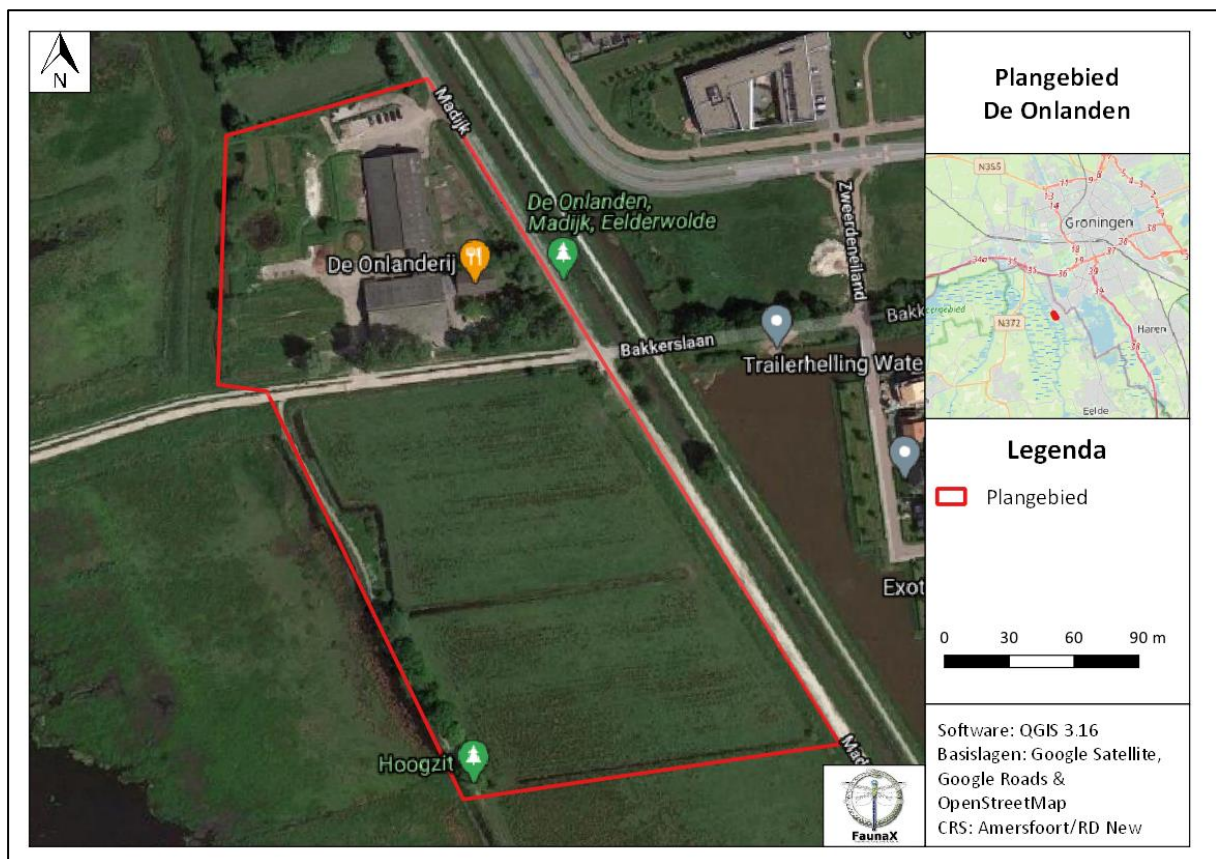 N
Madijk
De Onlanden,
Madijk, Eelderwolde
De Onlanderij
Zweerdeneiland
Bakkerslaan
Bakk
Trailerhelling Wate
Exot
Hoogzit
Mad
FaunaX
Plangebied
De Onlanden
N355
Groningen
N372
Haren
Eelde
Legenda
Plangebied
0 30 60 90 m
Software: QGIS 3.16
Basislagen: Google Satellite,
Google Roads &
OpenStreetMap
CRS: Amersfoort/RD New